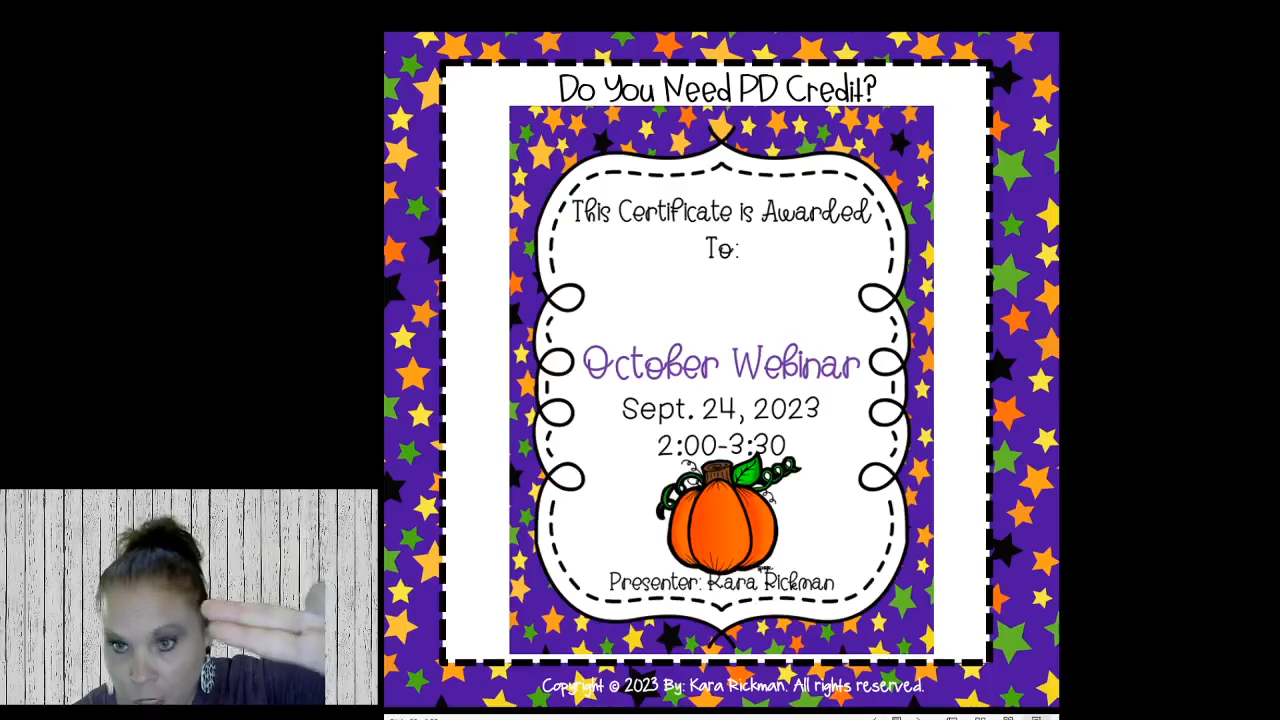 Do You Need PD Credit?
This Certificate is Awarded
To:
October Webinar
Sept. 24, 2023
2:00-3:30
Presenter: Kara Rickman
Copyright © 2023 By: Kara Rickman. All rights reserved.